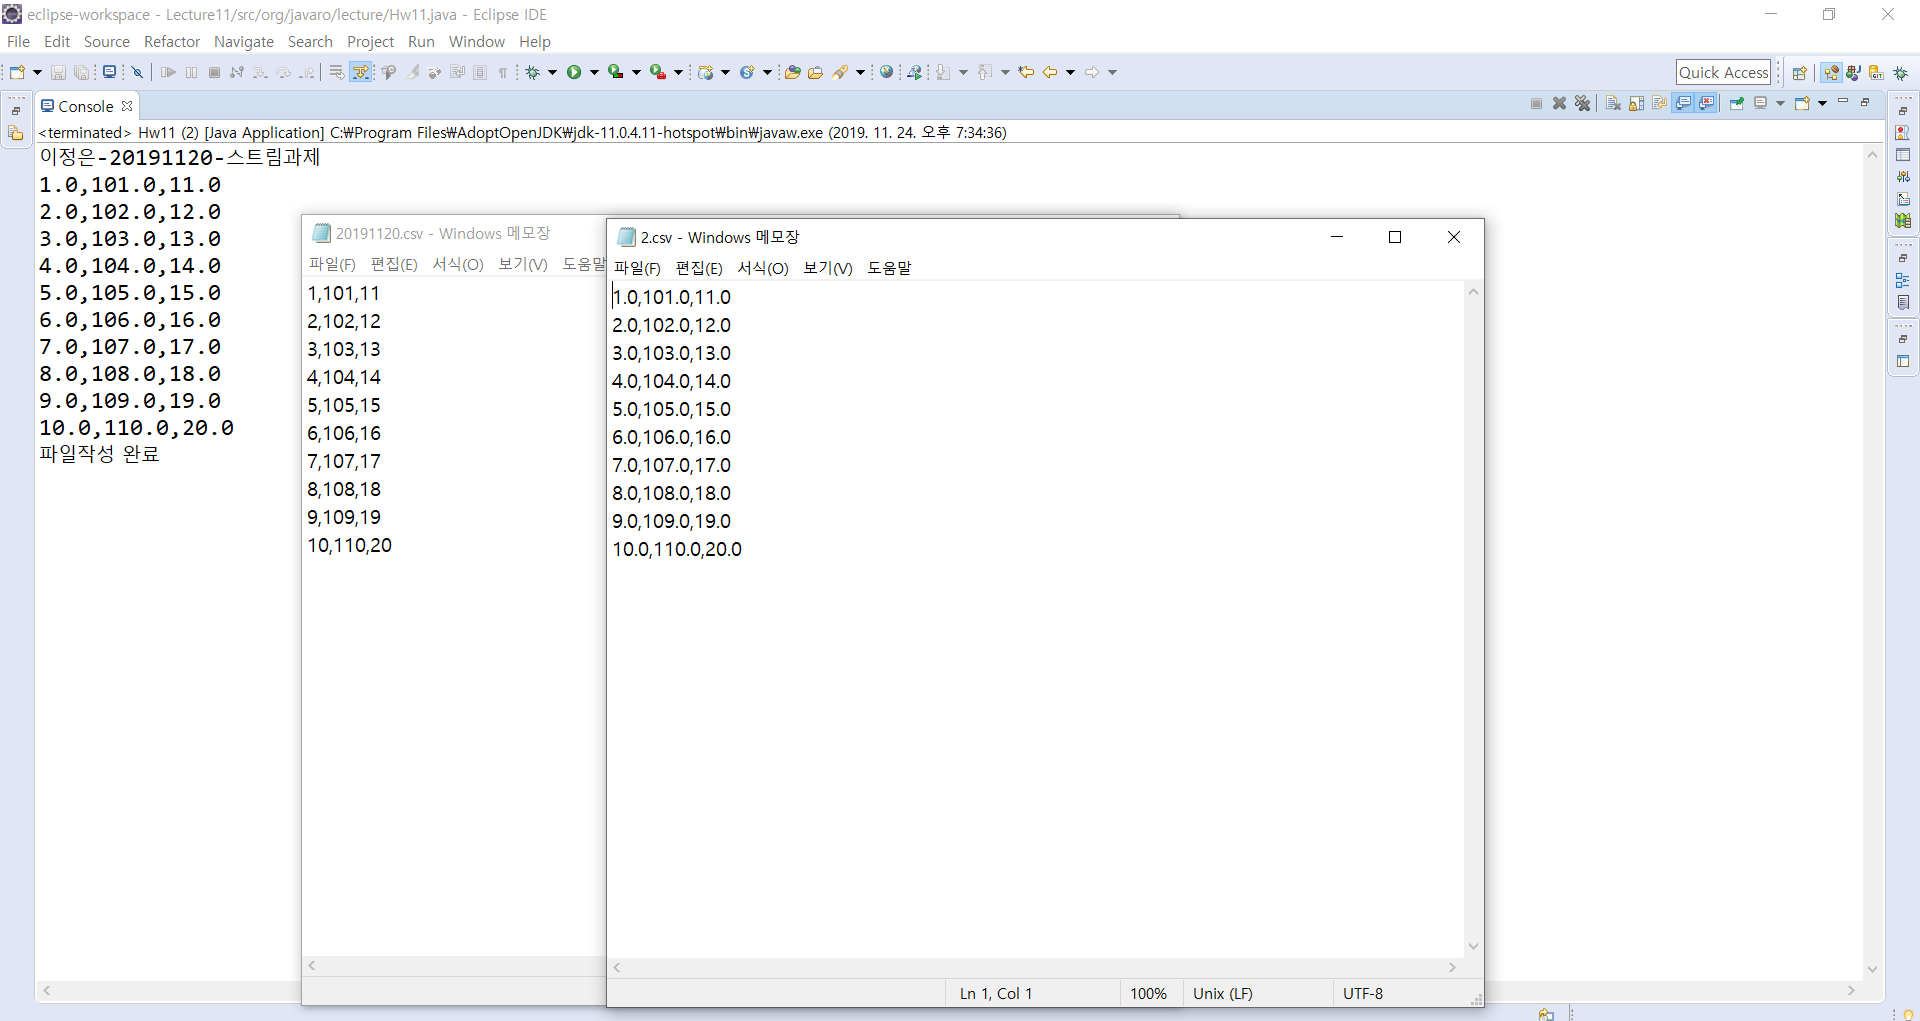 eclipse-workspace - Lecture11/src/org/javaro/lecture/Hw11.java - Eclipse IDE
File Edit Source Refactor Navigate Search Project Run Window Help
Quick Access
Console
<terminated> Hw11 (2) [Java Application] C:₩Program Files₩AdoptOpenJDK₩jdk-11.0.4.11-hotspot₩bin₩javaw.exe (2019. 11. 24. 오후 7:34:36)
이정은-20191120-스트림과제
1.0,101.0,11.0
2.0,102.0,12.0
3.0,103.0,13.0
4.0,104.0,14.0
5.0,105.0,15.0
6.0,106.0,16.0
7.0,107.0,17.0
8.0,108.0,18.0
9.0,109.0,19.0
10.0,110.0,20.0
파일작성 완료
20191120.csv - Windows 메모장
파일(F) 편집(E) 서식(O) 보기(V) 도움말
1,101,11
2,102,12
3,103,13
4,104,14
5,105,15
6,106,16
7,107,17
8,108,18
9,109,19
10,110,20
2.csv - Windows 메모장
파일(F) 편집(E) 서식(O) 보기(V) 도움말
1.0,101.0,11.0
2.0,102.0,12.0
3.0,103.0,13.0
4.0,104.0,14.0
5.0,105.0,15.0
6.0,106.0,16.0
7.0,107.0,17.0
8.0,108.0,18.0
9.0,109.0,19.0
10.0,110.0,20.0
Ln 1, Col 1 100% Unix (LF) UTF-8